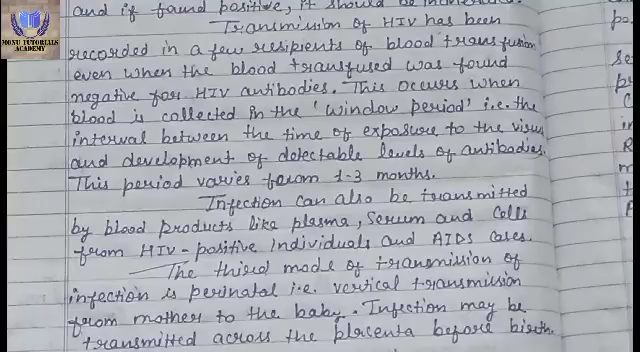 MONU TUTORIALS
ACADEMY
and if found positive, it should be
Transmission of HIV has been
recorded in a few resipients of blood transfusion
even when the blood transfused was found
negative for HIV antibodies. This occurs when
blood is collected in the 'window period' i.e. the
interval between the time of exposure to the virus
and development of detectable levels of antibodies.
This period varies from 1-3 months.
Infection can also be transmitted
by blood products like plasma, serum and cells
from HIV-positive individuals and AIDS cases.
The third mode of transmission of
infection is perinatal i.e. vertical transmission
from mother to the baby. Infection may be
transmitted across the placenta before birth.